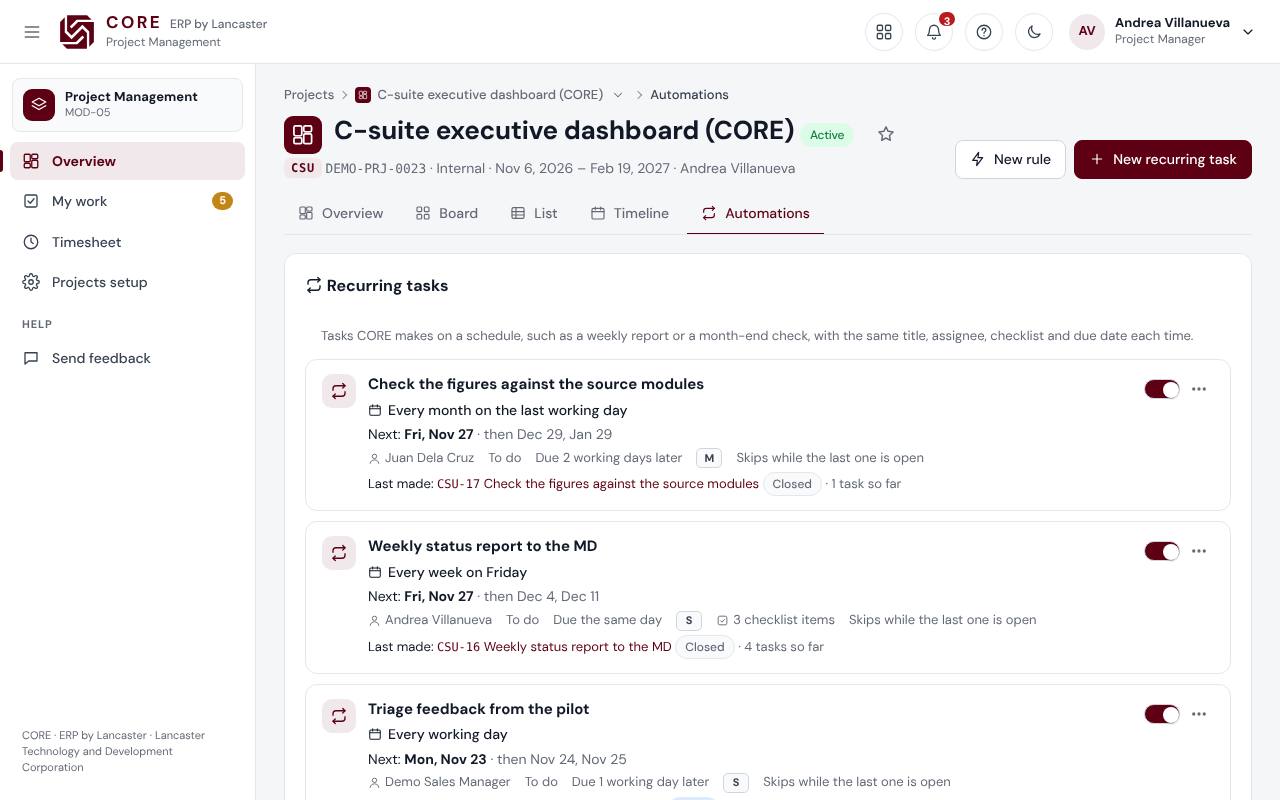 CORE ERP by Lancaster
Project Management
3
AV
Andrea Villanueva
Project Manager
Project Management
MOD-05
Overview
My work 5
Timesheet
Projects setup
HELP
Send feedback
CORE · ERP by Lancaster · Lancaster
Technology and Development
Corporation
Projects > C-suite executive dashboard (CORE) > Automations
C-suite executive dashboard (CORE) Active
CSU DEMO-PRJ-0023 · Internal · Nov 6, 2026 – Feb 19, 2027 · Andrea Villanueva
New rule
New recurring task
Overview Board List Timeline Automations
Recurring tasks
Tasks CORE makes on a schedule, such as a weekly report or a month-end check, with the same title, assignee, checklist and due date each time.
Check the figures against the source modules
Every month on the last working day
Next: Fri, Nov 27 · then Dec 29, Jan 29
Juan Dela Cruz To do Due 2 working days later M Skips while the last one is open
Last made: CSU-17 Check the figures against the source modules Closed · 1 task so far
Weekly status report to the MD
Every week on Friday
Next: Fri, Nov 27 · then Dec 4, Dec 11
Andrea Villanueva To do Due the same day S 3 checklist items Skips while the last one is open
Last made: CSU-16 Weekly status report to the MD Closed · 4 tasks so far
Triage feedback from the pilot
Every working day
Next: Mon, Nov 23 · then Nov 24, Nov 25
Demo Sales Manager To do Due 1 working day later S Skips while the last one is open